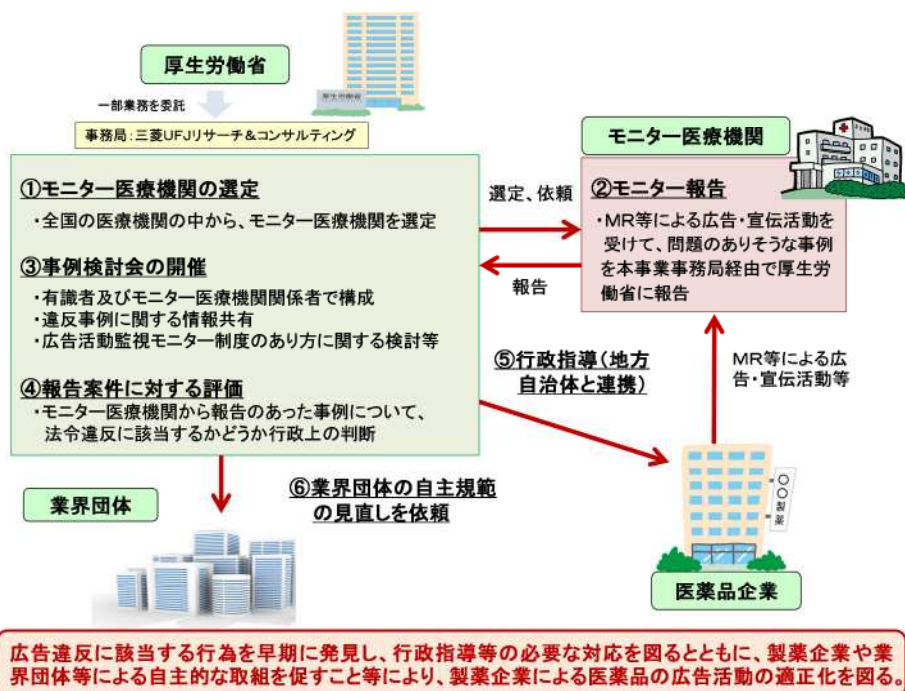 厚生労働省
厚生労働省
一部業務を委託
事務局:三菱UFJリサーチ&コンサルティング
①モニター医療機関の選定
・全国の医療機関の中から、モニター医療機関を選定
③事例検討会の開催
・有識者及びモニター医療機関関係者で構成
・違反事例に関する情報共有
・広告活動監視モニター制度のあり方に関する検討等
④報告案件に対する評価
・モニター医療機関から報告のあった事例について、
法令違反に該当するかどうか行政上の判断
選定、依頼
報告
モニター医療機関
②モニター報告
・MR等による広告・宣伝活動を
受けて、問題のありそうな事例
を本事業事務局経由で厚生労
働省に報告
⑤行政指導(地方
自治体と連携)
MR等による広
告・宣伝活動等
⑥業界団体の自主規範
の見直しを依頼
業界団体
〇〇製薬
医薬品企業
広告違反に該当する行為を早期に発見し、行政指導等の必要な対応を図るとともに、製薬企業や業
界団体等による自主的な取組を促すこと等により、製薬企業による医薬品の広告活動の適正化を図る。